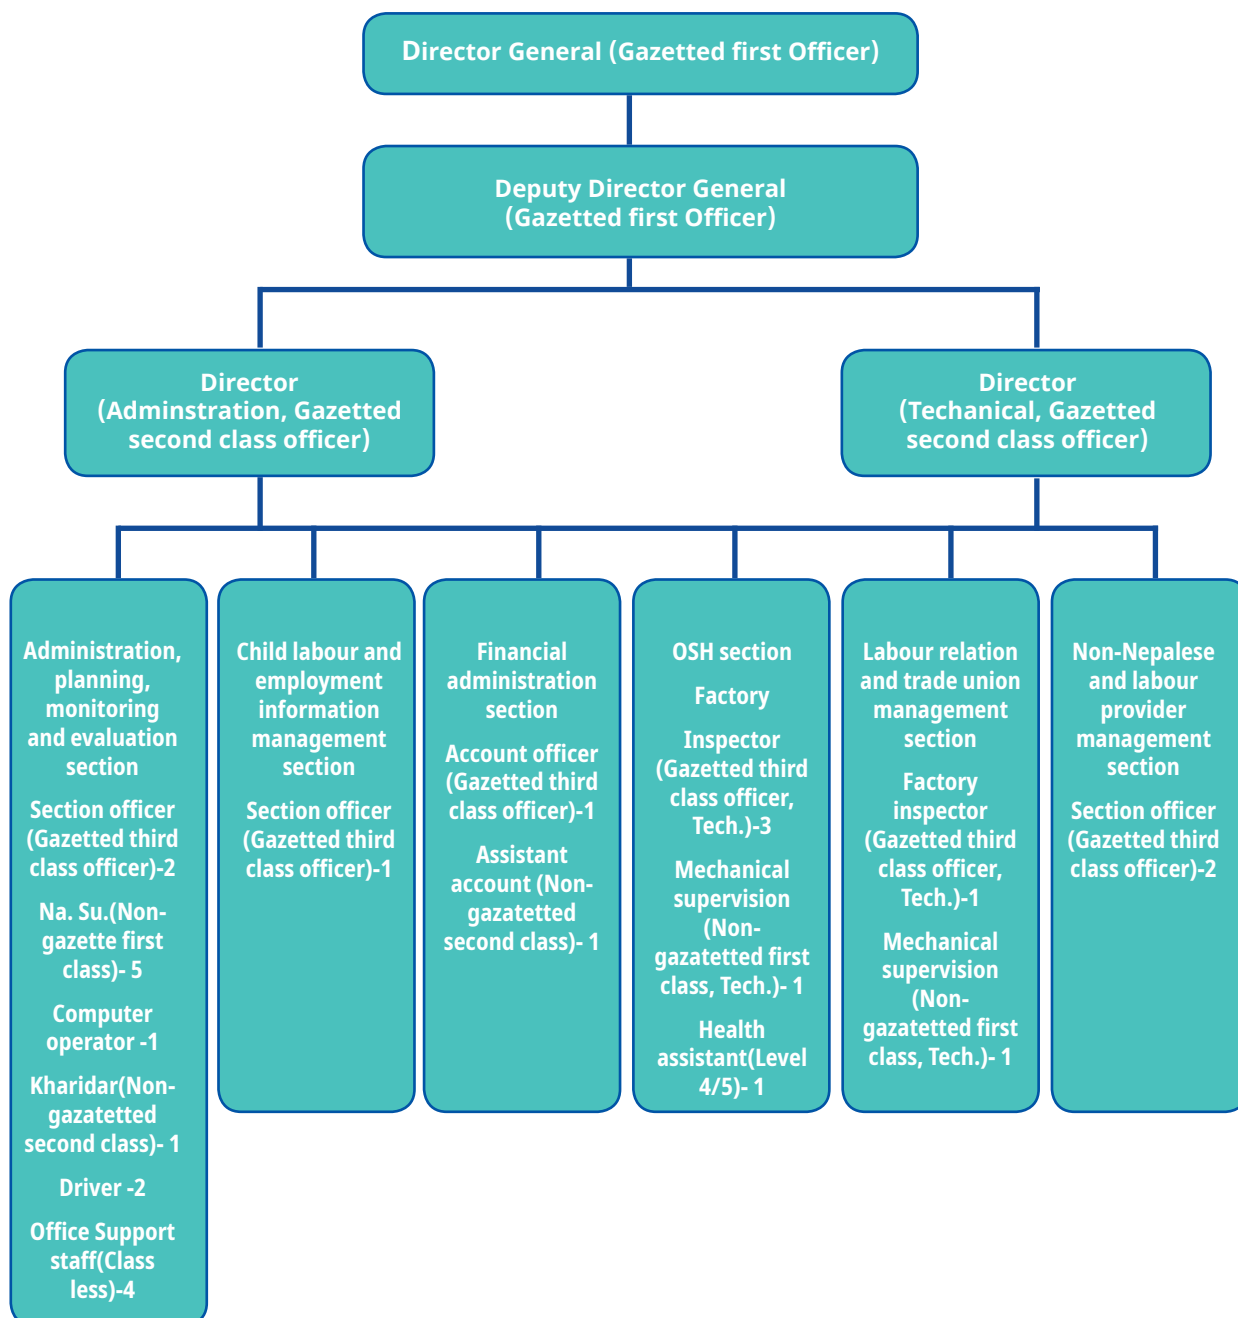 Director General (Gazetted first Officer)
Deputy Director General
(Gazetted first Officer)
Director
(Adminstration, Gazetted
second class officer)
Director
(Techanical, Gazetted
second class officer)
Administration,
planning,
monitoring
and evaluation
section
Section officer
(Gazetted third
class officer)-2
Na. Su.(Non-
gazette first
class)- 5
Computer
operator -1
Kharidar(Non-
gazatetted
second class)- 1
Driver -2
Office Support
staff(Class
less)-4
Child labour and
employment
information
management
section
Section officer
(Gazetted third
class officer)-1
Financial
administration
section
Account officer
(Gazetted third
class officer)-1
Assistant
account (Non-
gazatetted
second class)- 1
OSH section
Factory
Inspector
(Gazetted third
class officer,
Tech.)-3
Mechanical
supervision
(Non-
gazatetted first
class, Tech.)- 1
Health
assistant(Level
4/5)- 1
Labour relation
and trade union
management
section
Factory
inspector
(Gazetted third
class officer,
Tech.)-1
Mechanical
supervision
(Non-
gazatetted first
class, Tech.)- 1
Non-Nepalese
and labour
provider
management
section
Section officer
(Gazetted third
class officer)-2